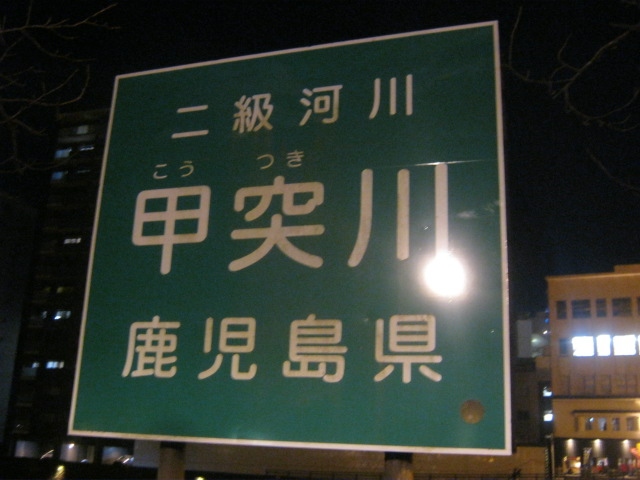 二級河川
こう つき
甲突川
鹿児島県